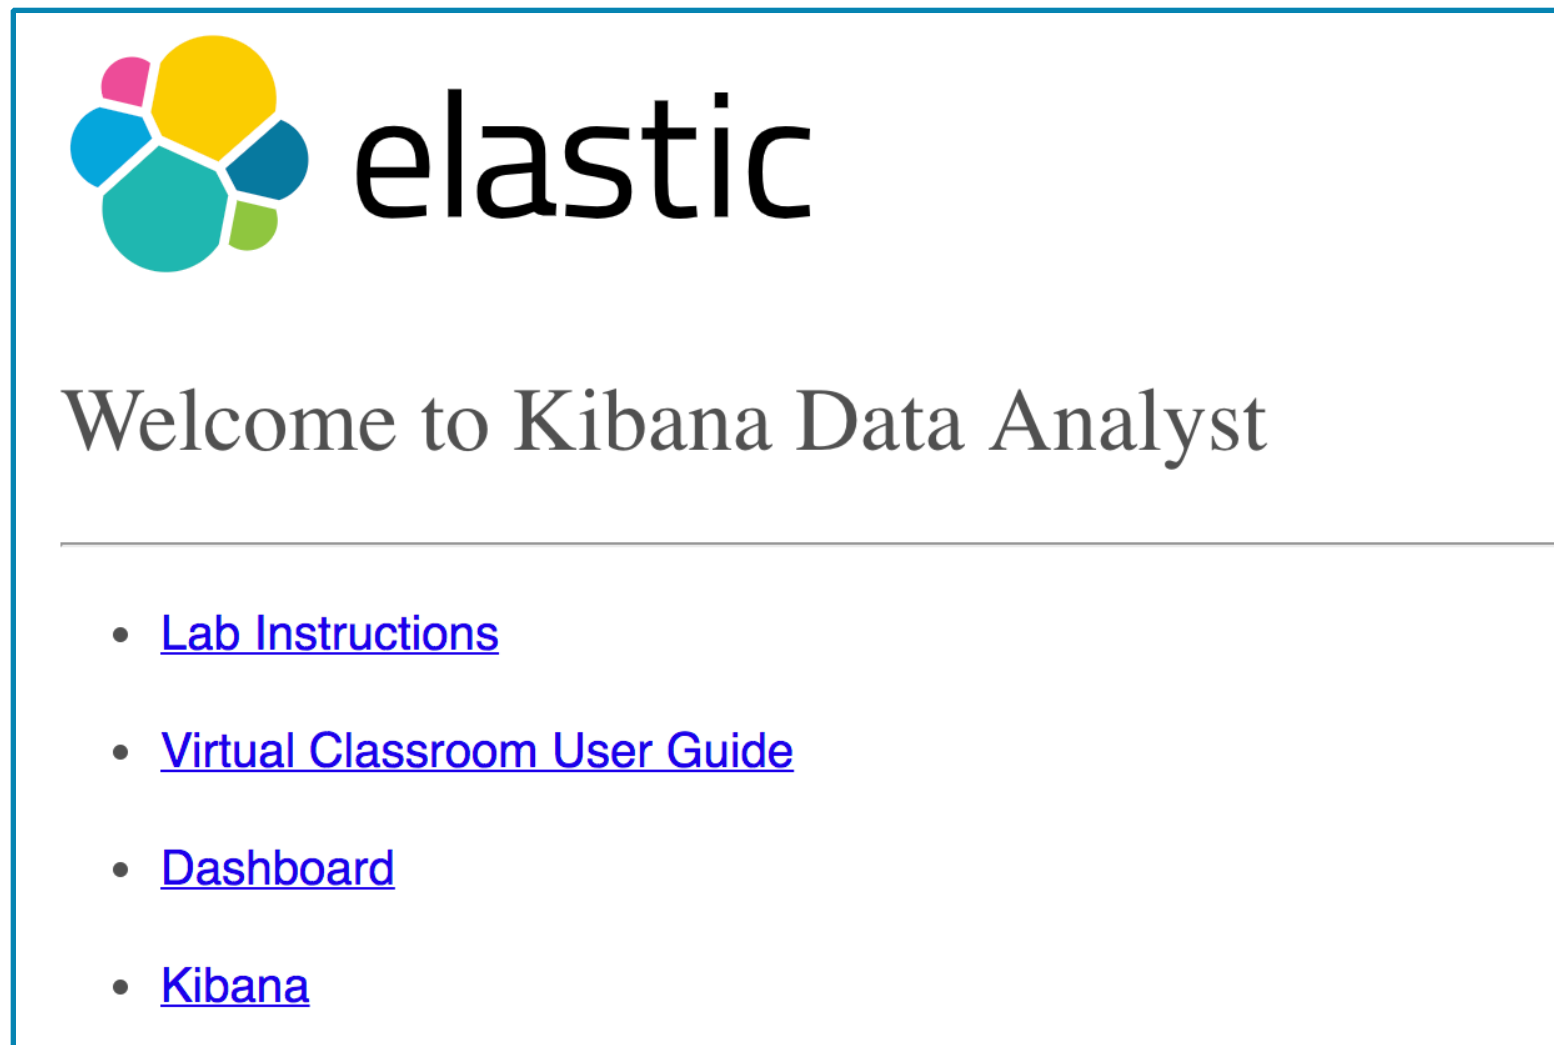 elastic
Welcome to Kibana Data Analyst
Lab Instructions
Virtual Classroom User Guide
Dashboard
Kibana